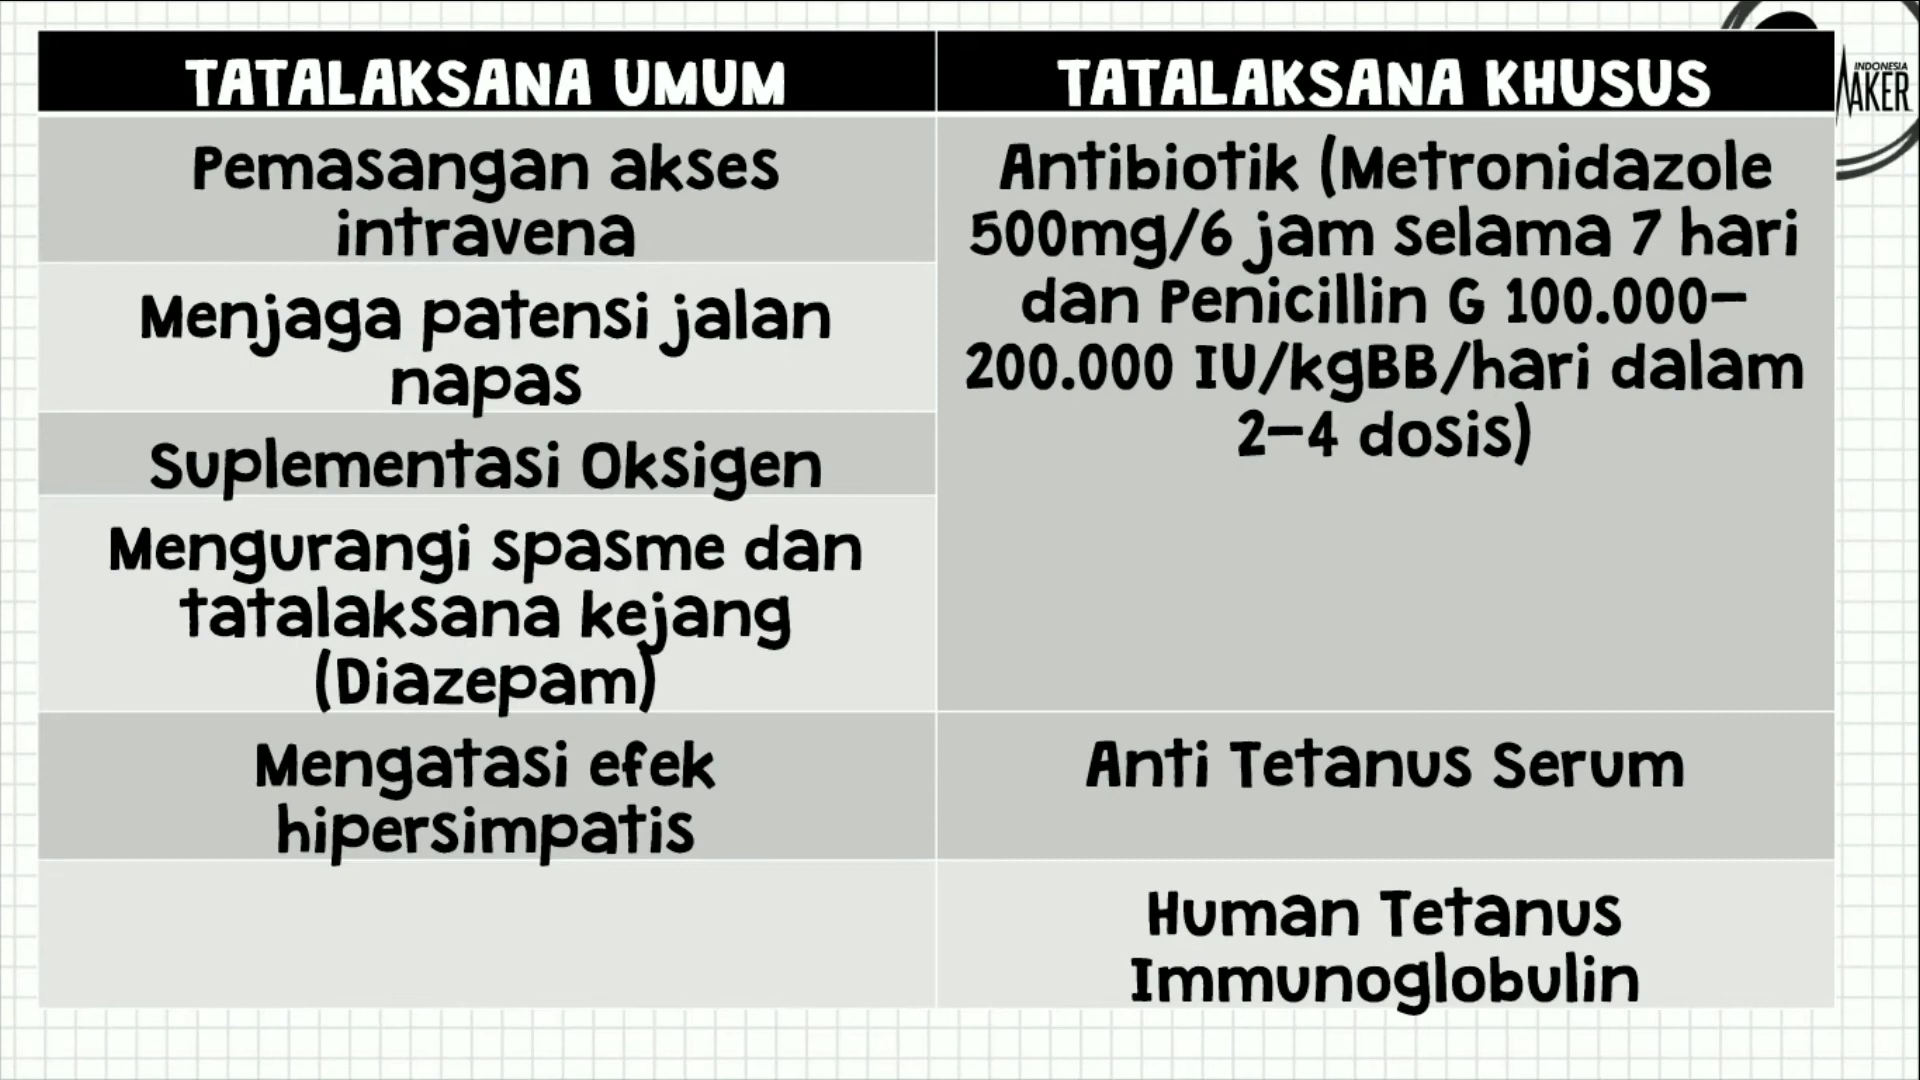 TATALAKSANA UMUM
TATALAKSANA KHUSUS
Pemasangan akses
intravena
Menjaga patensi jalan
napas
Suplementasi Oksigen
Mengurangi spasme dan
tatalaksana kejang
(Diazepam)
Mengatasi efek
hipersimpatis
Antibiotik (Metronidazole
500mg/6 jam selama 7 hari
dan Penicillin G 100.000–
200.000 IU/kgBB/hari dalam
2–4 dosis)
Anti Tetanus Serum
Human Tetanus
Immunoglobulin
INDONESIA